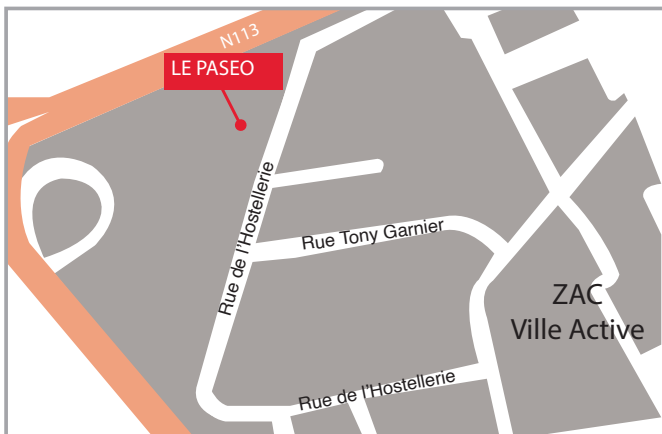 N113
LE PASEO
Rue de l'Hostellerie
Rue Tony Garnier
ZAC
Ville Active
Rue de l'Hostellerie